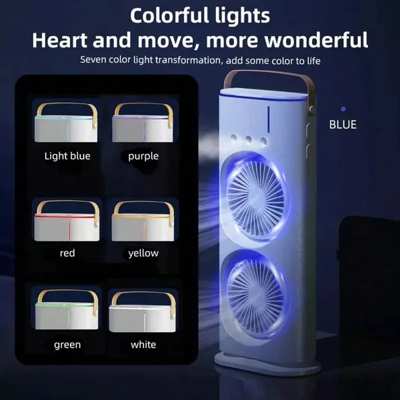 Colorful lights
Heart and move, more wonderful
Seven color light transformation, add some color to life
BLUE
Light blue
purple
red
yellow
green
white